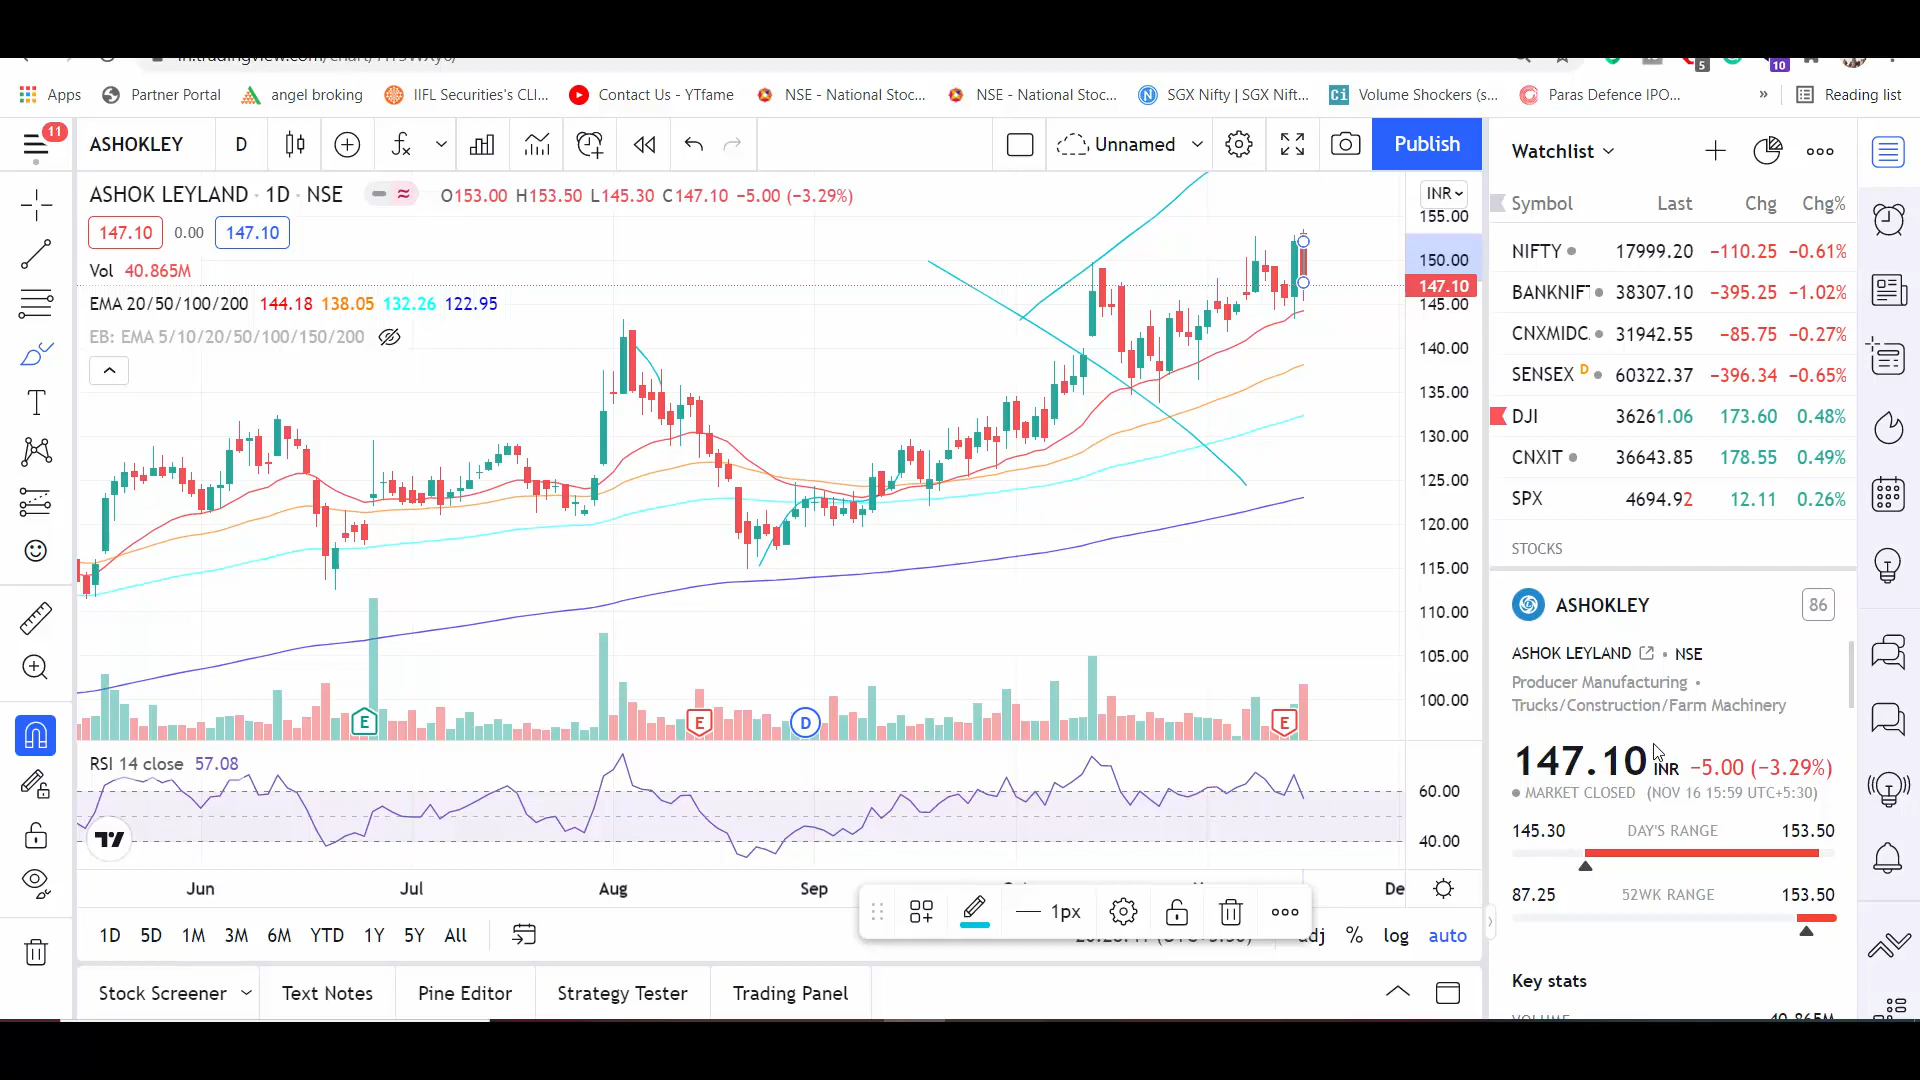 5
10
Apps
Partner Portal
angel broking
IIFL Securities's CLI...
Contact Us - YTfame
NSE - National Stoc...
NSE - National Stoc...
SGX Nifty | SGX Nift...
Volume Shockers (s...
Paras Defence IPO...
»
Reading list
11
ASHOKLEY
D
Unnamed
Publish
Watchlist
ASHOK LEYLAND · 1D · NSE
O153.00 H153.50 L145.30 C147.10 −5.00 (−3.29%)
INR
147.10 0.00 147.10
Vol 40.865M
EMA 20/50/100/200 144.18 138.05 132.26 122.95
EB: EMA 5/10/20/50/100/150/200
155.00
150.00
147.10
145.00
140.00
135.00
130.00
125.00
120.00
115.00
110.00
105.00
100.00
E
E
D
E
RSI 14 close 57.08
60.00
40.00
Jun Jul Aug Sep De
1px
1D 5D 1M 3M 6M YTD 1Y 5Y All
adj % log auto
Stock Screener Text Notes Pine Editor Strategy Tester Trading Panel
Symbol Last Chg Chg%
NIFTY 17999.20 −110.25 −0.61%
BANKNIF 38307.10 −395.25 −1.02%
CNXMIDC 31942.55 −85.75 −0.27%
SENSEX D 60322.37 −396.34 −0.65%
DJI 36261.06 173.60 0.48%
CNXIT 36643.85 178.55 0.49%
SPX 4694.92 12.11 0.26%
STOCKS
ASHOKLEY 86
ASHOK LEYLAND • NSE
Producer Manufacturing •
Trucks/Construction/Farm Machinery
147.10 INR −5.00 (−3.29%)
MARKET CLOSED (NOV 16 15:59 UTC+5:30)
145.30 DAY'S RANGE 153.50
87.25 52WK RANGE 153.50
Key stats